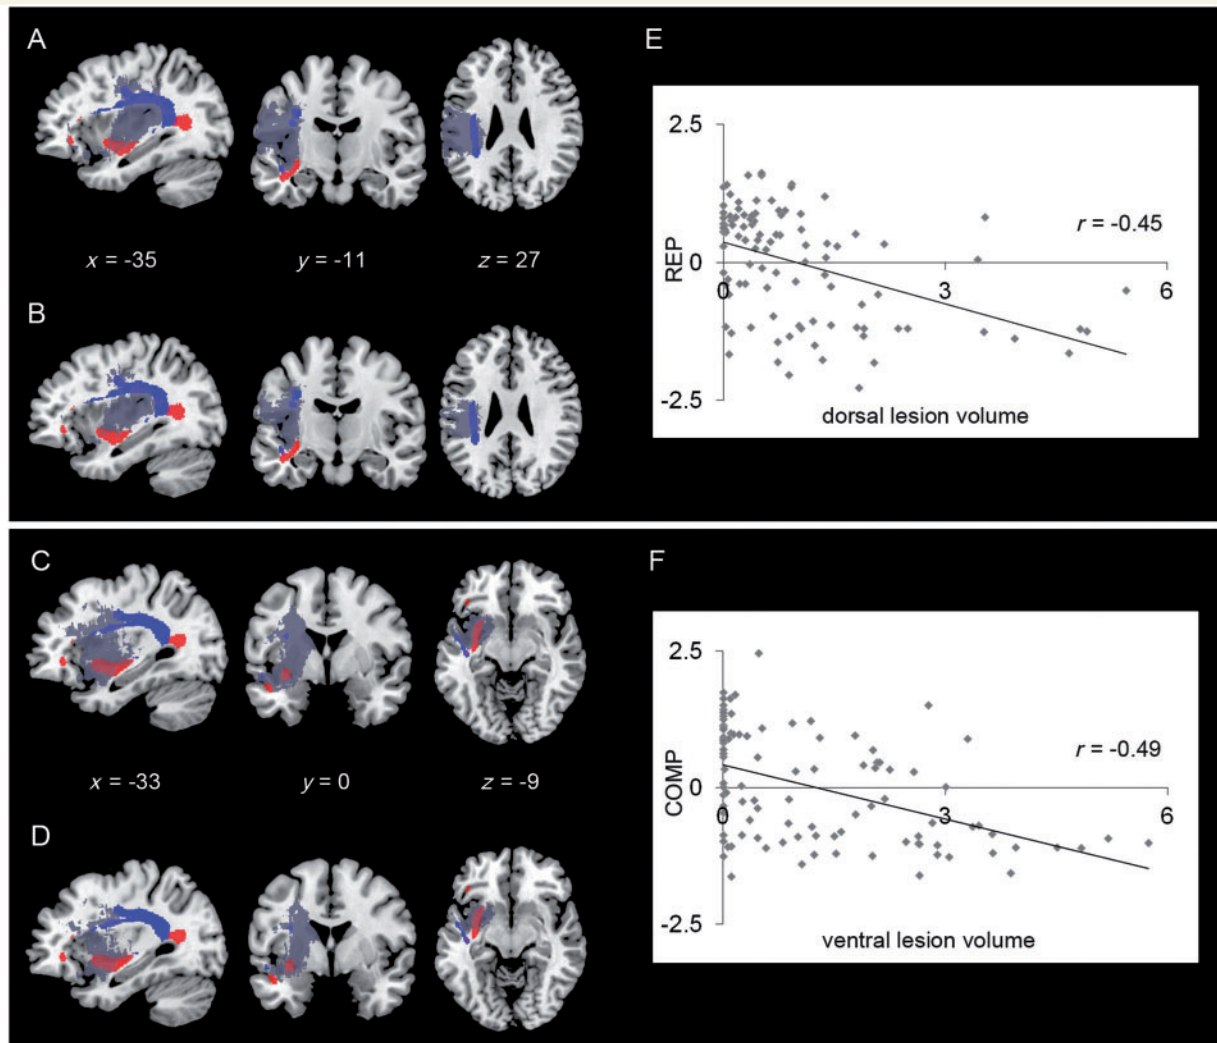 A
x = -35
y = -11
z = 27
B
E
2.5
REP
r = -0.45
0
0
3
6
-2.5
dorsal lesion volume
C
x = -33
y = 0
z = -9
D
F
2.5
COMP
r = -0.49
0
0
3
6
-2.5
ventral lesion volume